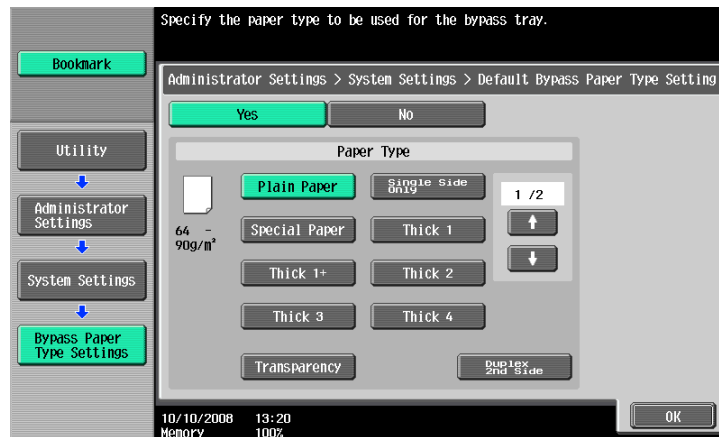 Specify the paper type to be used for the bypass tray.
Bookmark
Administrator Settings > System Settings > Default Bypass Paper Type Setting
Yes
No
Utility
Paper Type
Plain Paper
Single Side
Only
1 /2
Administrator
Settings
64 -
90g/m²
Special Paper
Thick 1
System Settings
Thick 1+
Thick 2
Thick 3
Thick 4
Bypass Paper
Type Settings
Transparency
Duplex
2nd Side
10/10/2008 13:20
Memory 100%
OK